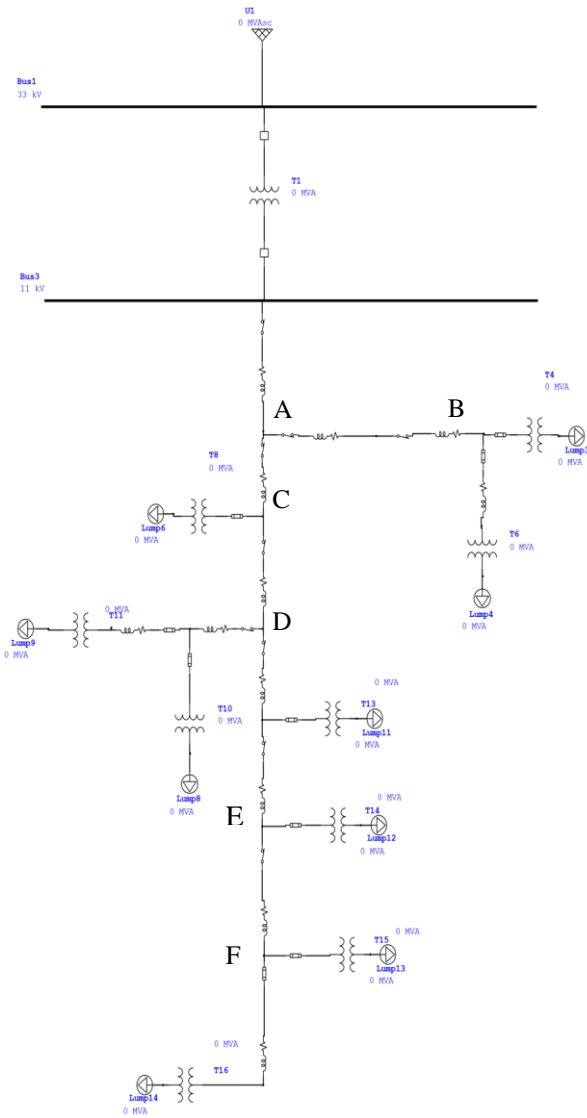 U1
0 MVAsc
Bus1
33 kV
T1
0 MVA
Bus3
11 kV
T4
0 MVA
A
B
Lump3
0 MVA
T8
0 MVA
C
Lump6
0 MVA
T6
0 MVA
Lump4
0 MVA
0 MVA
T11
D
Lump9
0 MVA
0 MVA
T13
T10
0 MVA
Lump11
0 MVA
Lump8
0 MVA
0 MVA
T14
E
Lump12
0 MVA
0 MVA
T15
F
Lump13
0 MVA
0 MVA
T16
Lump14
0 MVA